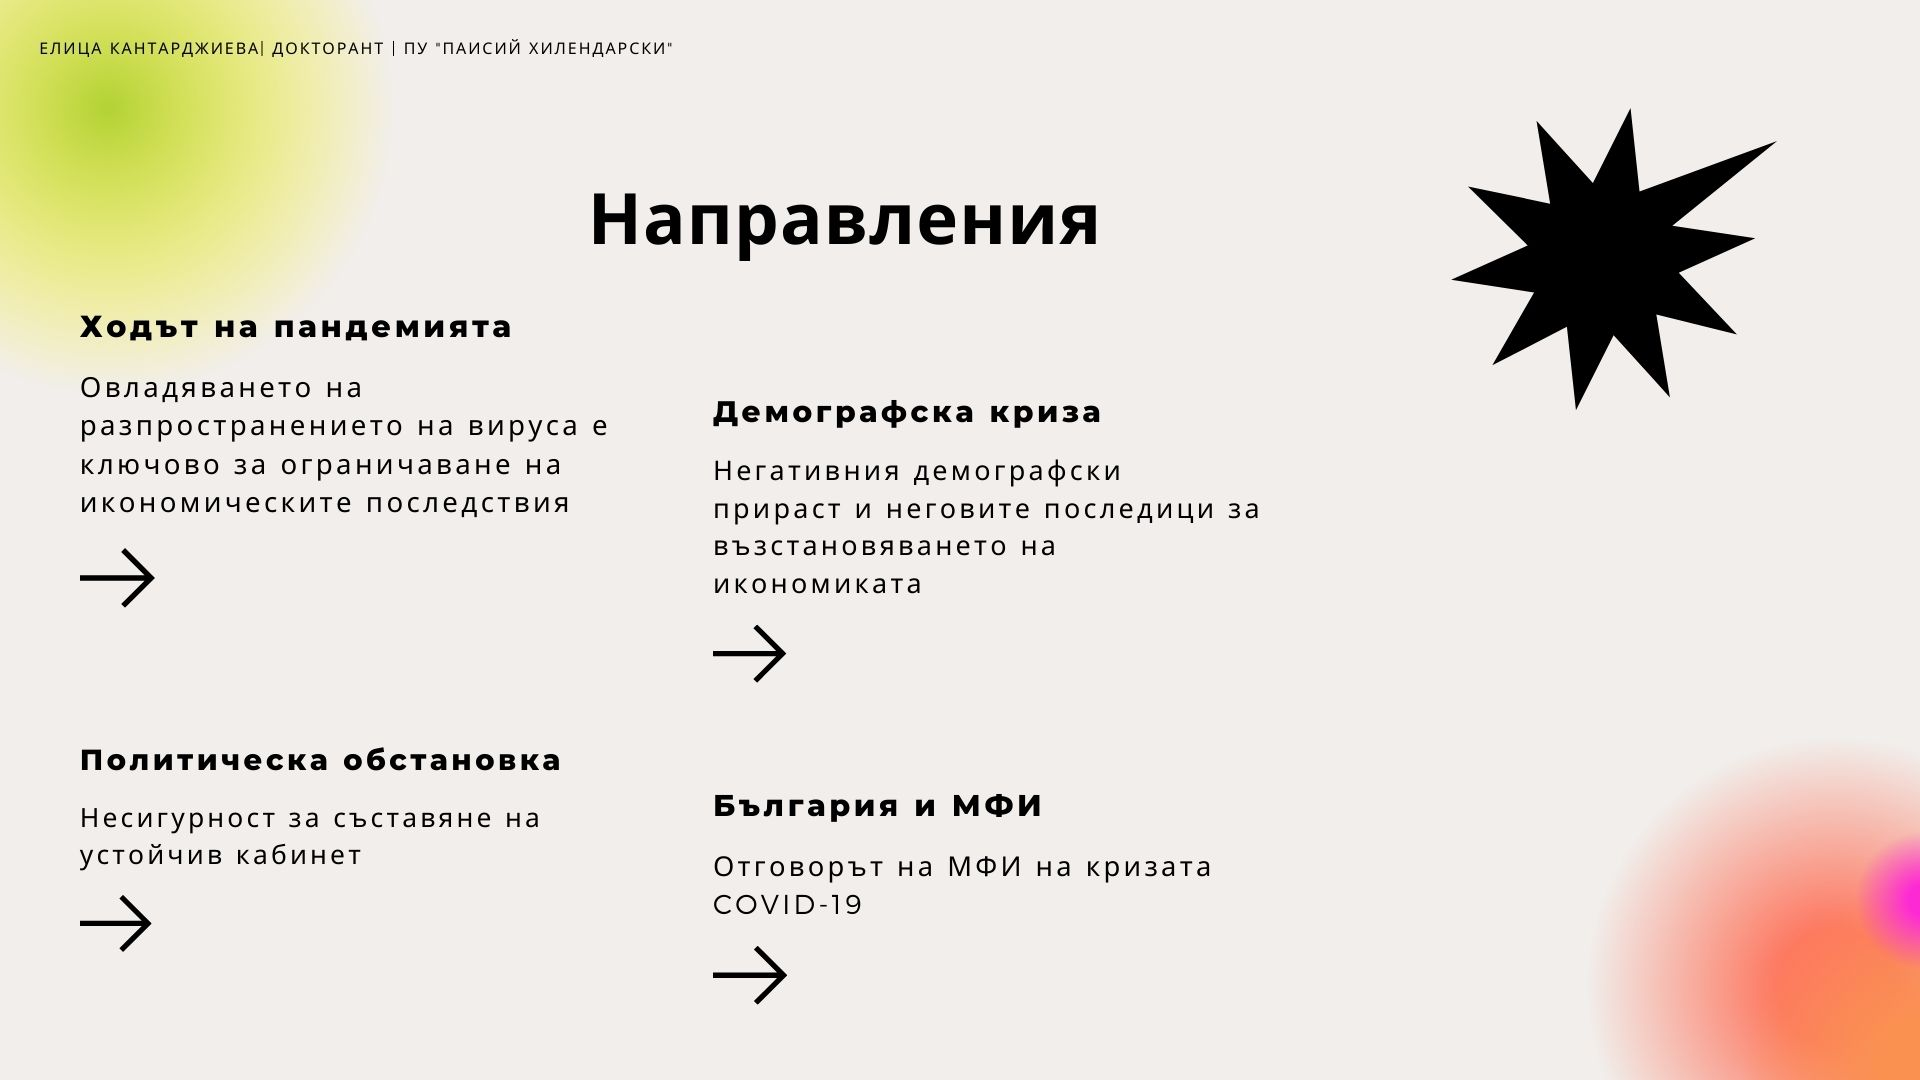 ЕЛИЦА КАНТАРДЖИЕВА| ДОКТОРАНТ | ПУ "ПАИСИЙ ХИЛЕНДАРСКИ"
Направления
Ходът на пандемията
Овладяването на
разпространението на вируса е
ключово за ограничаване на
икономическите последствия
Демографска криза
Негативния демографски
прираст и неговите последици за
възстановяването на
икономиката
Политическа обстановка
Несигурност за съставяне на
устойчив кабинет
България и МФИ
Отговорът на МФИ на кризата
COVID-19